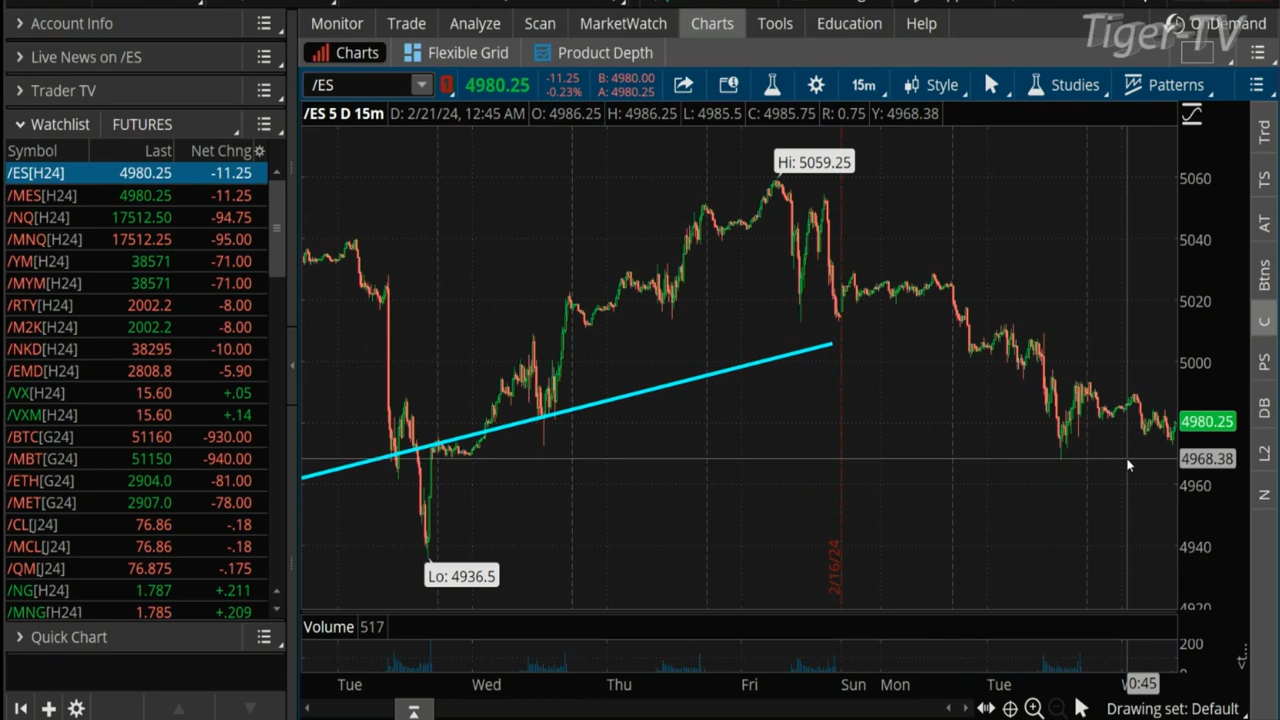 Account Info
Live News on /ES
Trader TV
Watchlist FUTURES
Symbol Last Net Chng
/ES[H24] 4980.25 -11.25
/MES[H24] 4980.25 -11.25
/NQ[H24] 17512.50 -94.75
/MNQ[H24] 17512.25 -95.00
/YM[H24] 38571 -71.00
/MYM[H24] 38571 -71.00
/RTY[H24] 2002.2 -8.00
/M2K[H24] 2002.2 -8.00
/NKD[H24] 38295 -10.00
/EMD[H24] 2808.8 -5.90
/VX[H24] 15.60 +.05
/VXM[H24] 15.60 +.14
/BTC[G24] 51160 -930.00
/MBT[G24] 51150 -940.00
/ETH[G24] 2904.0 -81.00
/MET[G24] 2907.0 -78.00
/CL[J24] 76.86 -.18
/MCL[J24] 76.86 -.18
/QM[J24] 76.875 -.175
/NG[H24] 1.787 +.211
/MNG[H24] 1.785 +.209
Quick Chart
Monitor Trade Analyze Scan MarketWatch Charts Tools Education Help OnDemand
Tiger-TV
Charts Flexible Grid Product Depth
/ES 4980.25 -11.25 -0.23% B: 4980.00 A: 4980.25 15m Style Studies Patterns
/ES 5 D 15m D: 2/21/24, 12:45 AM O: 4986.25 H: 4986.25 L: 4985.5 C: 4985.75 R: 0.75 Y: 4968.38
Hi: 5059.25
Lo: 4936.5
2/16/24
5060
5040
5020
5000
4980.25
4968.38
4960
4940
4920
Volume 517
200
Tue Wed Thu Fri Sun Mon Tue 0:45
Drawing set: Default
Trd
TS
AT
Btns
C
PS
DB
L2
N